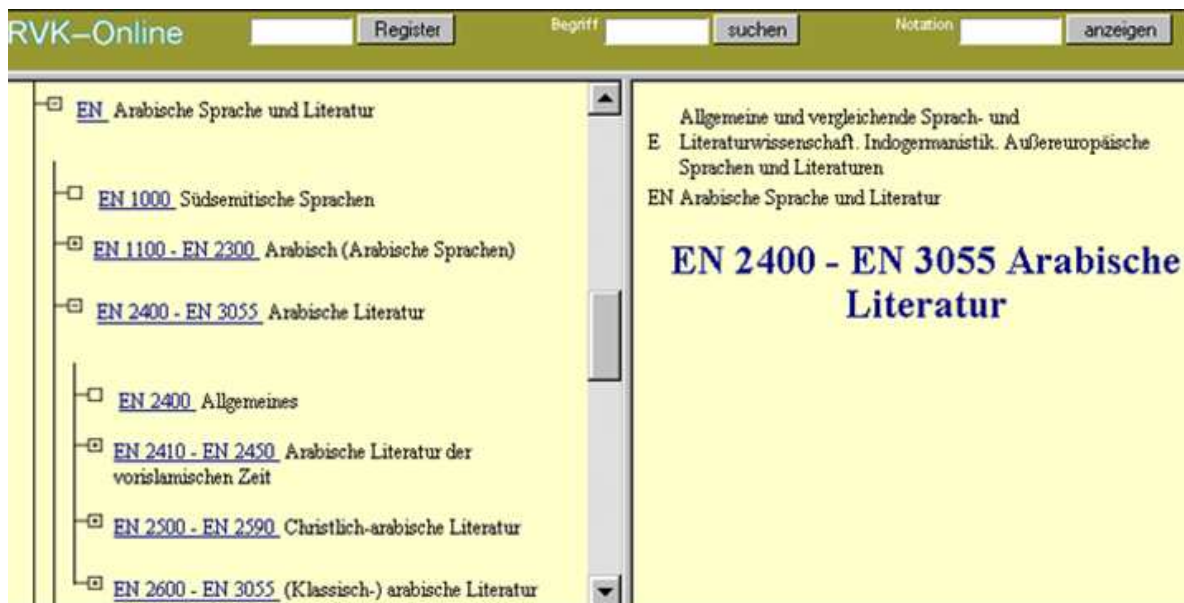 RVK–Online
Register
Begriff
suchen
Notation
anzeigen
EN Arabische Sprache und Literatur
EN 1000 Südsemitische Sprachen
EN 1100 - EN 2300 Arabisch (Arabische Sprachen)
EN 2400 - EN 3055 Arabische Literatur
EN 2400 Allgemeines
EN 2410 - EN 2450 Arabische Literatur der
vorislamischen Zeit
EN 2500 - EN 2590 Christlich-arabische Literatur
EN 2600 - EN 3055 (Klassisch-) arabische Literatur
Allgemeine und vergleichende Sprach- und
E Literaturwissenschaft. Indogermanistik. Außereuropäische
Sprachen und Literaturen
EN Arabische Sprache und Literatur
EN 2400 - EN 3055 Arabische
Literatur